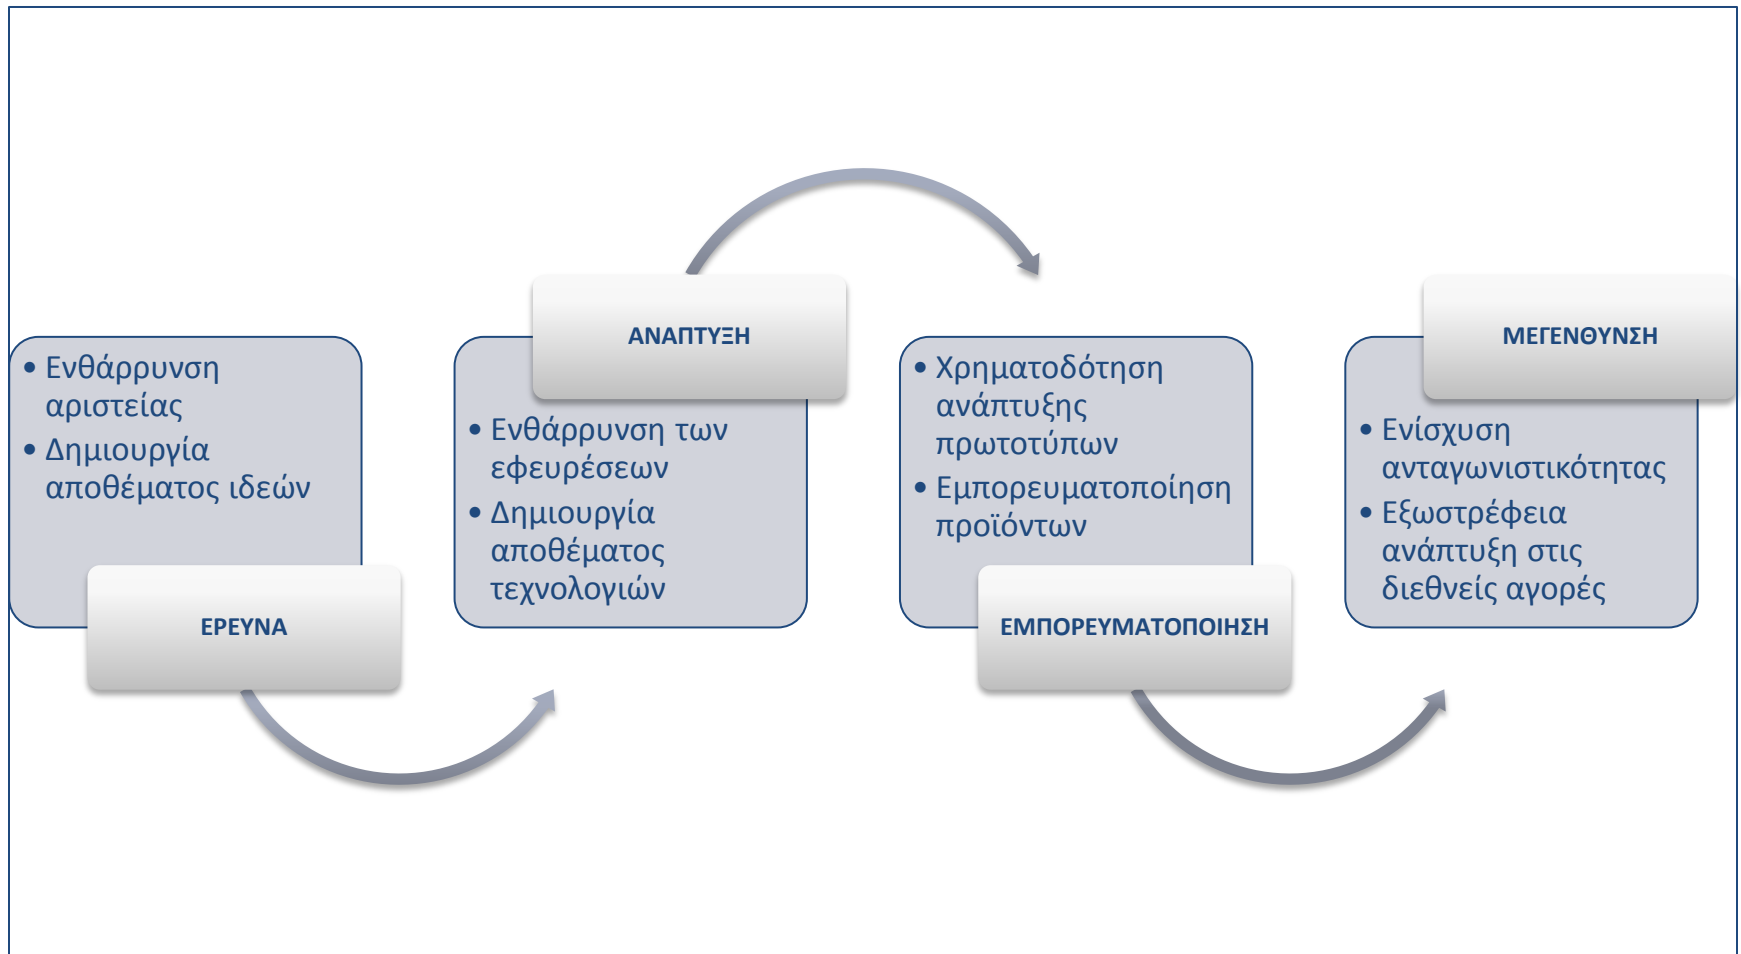 • Ενθάρρυνση
αριστείας
• Δημιουργία
αποθέματος ιδεών
ΕΡΕΥΝΑ
ΑΝΑΠΤΥΞΗ
• Ενθάρρυνση των
εφευρέσεων
• Δημιουργία
αποθέματος
τεχνολογιών
• Χρηματοδότηση
ανάπτυξης
πρωτοτύπων
• Εμπορευματοποίηση
προϊόντων
ΕΜΠΟΡΕΥΜΑΤΟΠΟΙΗΣΗ
ΜΕΓΕΝΘΥΝΣΗ
• Ενίσχυση
ανταγωνιστικότητας
• Εξωστρέφεια
ανάπτυξη στις
διεθνείς αγορές